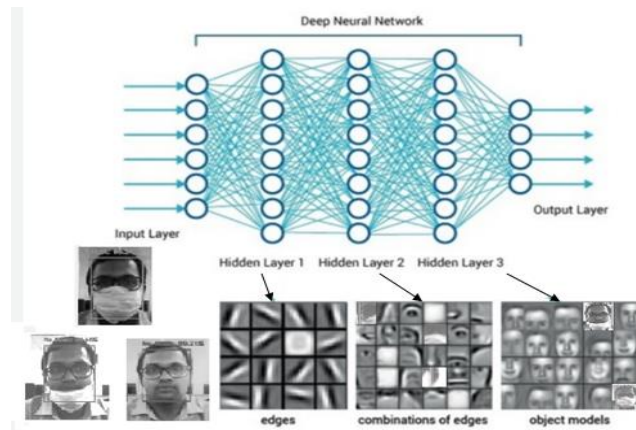 Deep Neural Network
Input Layer
Output Layer
Hidden Layer 1
Hidden Layer 2
Hidden Layer 3
edges
combinations of edges
object models